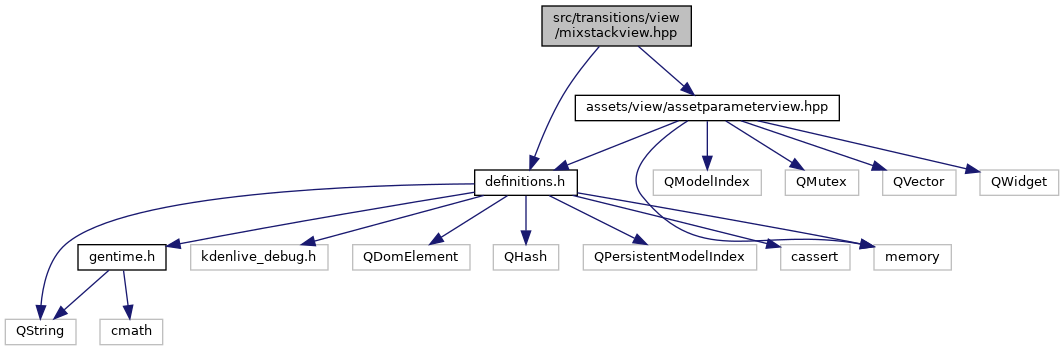 src/transitions/view
/mixstackview.hpp
assets/view/assetparameterview.hpp
definitions.h
QModelIndex
QMutex
QVector
QWidget
gentime.h
kdenlive_debug.h
QDomElement
QHash
QPersistentModelIndex
cassert
memory
QString
cmath